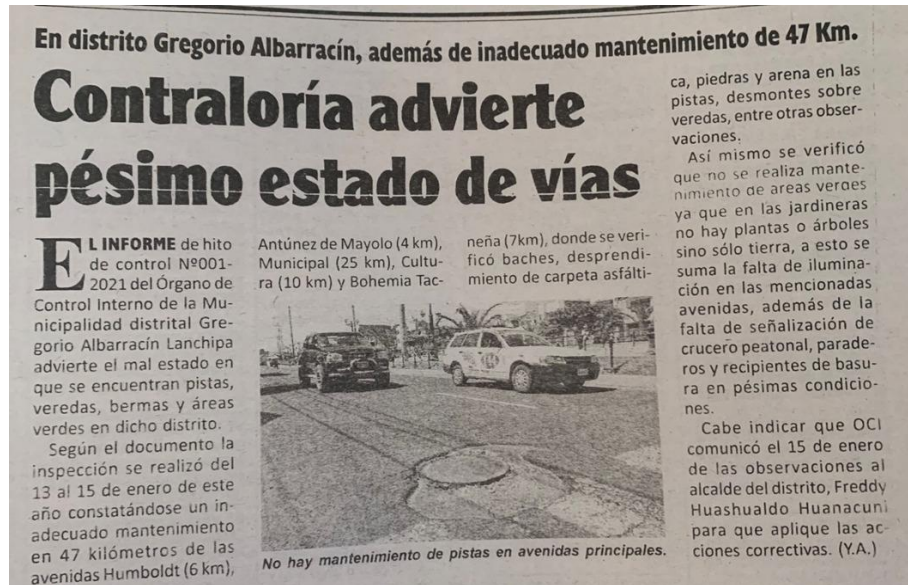 En distrito Gregorio Albarracín, además de inadecuado mantenimiento de 47 Km.
Contraloría advierte
pésimo estado de vías
EL INFORME de hito
de control Nº001-
2021 del Órgano de
Control Interno de la Mu-
nicipalidad distrital Gre-
gorio Albarracín Lanchipa
advierte el mal estado en
que se encuentran pistas,
veredas, bermas y áreas
verdes en dicho distrito.
Según el documento la
inspección se realizó del
13 al 15 de enero de este
año constatándose un in-
adecuado mantenimiento
en 47 kilómetros de las
avenidas Humboldt (6 km),
Antúnez de Mayolo (4 km),
Municipal (25 km), Cultu-
ra (10 km) y Bohemia Tac-
neña (7km), donde se veri-
ficó baches, desprendi-
miento de carpeta asfálti-
No hay mantenimiento de pistas en avenidas principales.
ca, piedras y arena en las
pistas, desmontes sobre
veredas, entre otras obser-
vaciones.
Así mismo se verificó
que no se realiza mante-
nimiento de areas verdes
ya que en las jardineras
no hay plantas o árboles
sino sólo tierra, a esto se
suma la falta de ilumina-
ción en las mencionadas
avenidas, además de la
falta de señalización de
crucero peatonal, parade-
ros y recipientes de basu-
ra en pésimas condicio-
nes.
Cabe indicar que OCI
comunicó el 15 de enero
de las observaciones al
alcalde del distrito, Freddy
Huashualdo Huanacuni
para que aplique las ac-
ciones correctivas. (Y.A.)